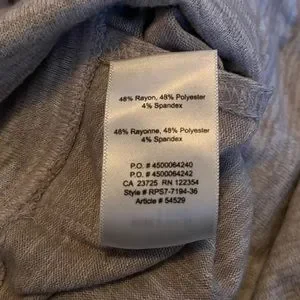 48% Rayon, 48% Polyester
4% Spandex
48% Rayonne, 48% Polyester
4% Spandex
P.O. # 4500064240
P.O. # 4500064242
CA 23725 RN 122354
Style # RPS7-7194-36
Article # 54529